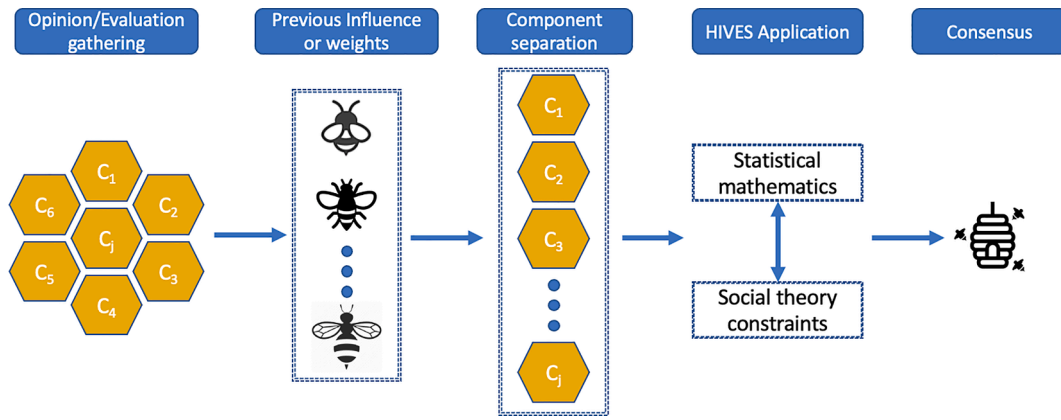 Opinion/Evaluation
gathering
Previous Influence
or weights
Component
separation
HIVES Application
Consensus
C1
C6
C2
Cj
C5
C3
C4
C1
C2
C3
Cj
Statistical
mathematics
Social theory
constraints